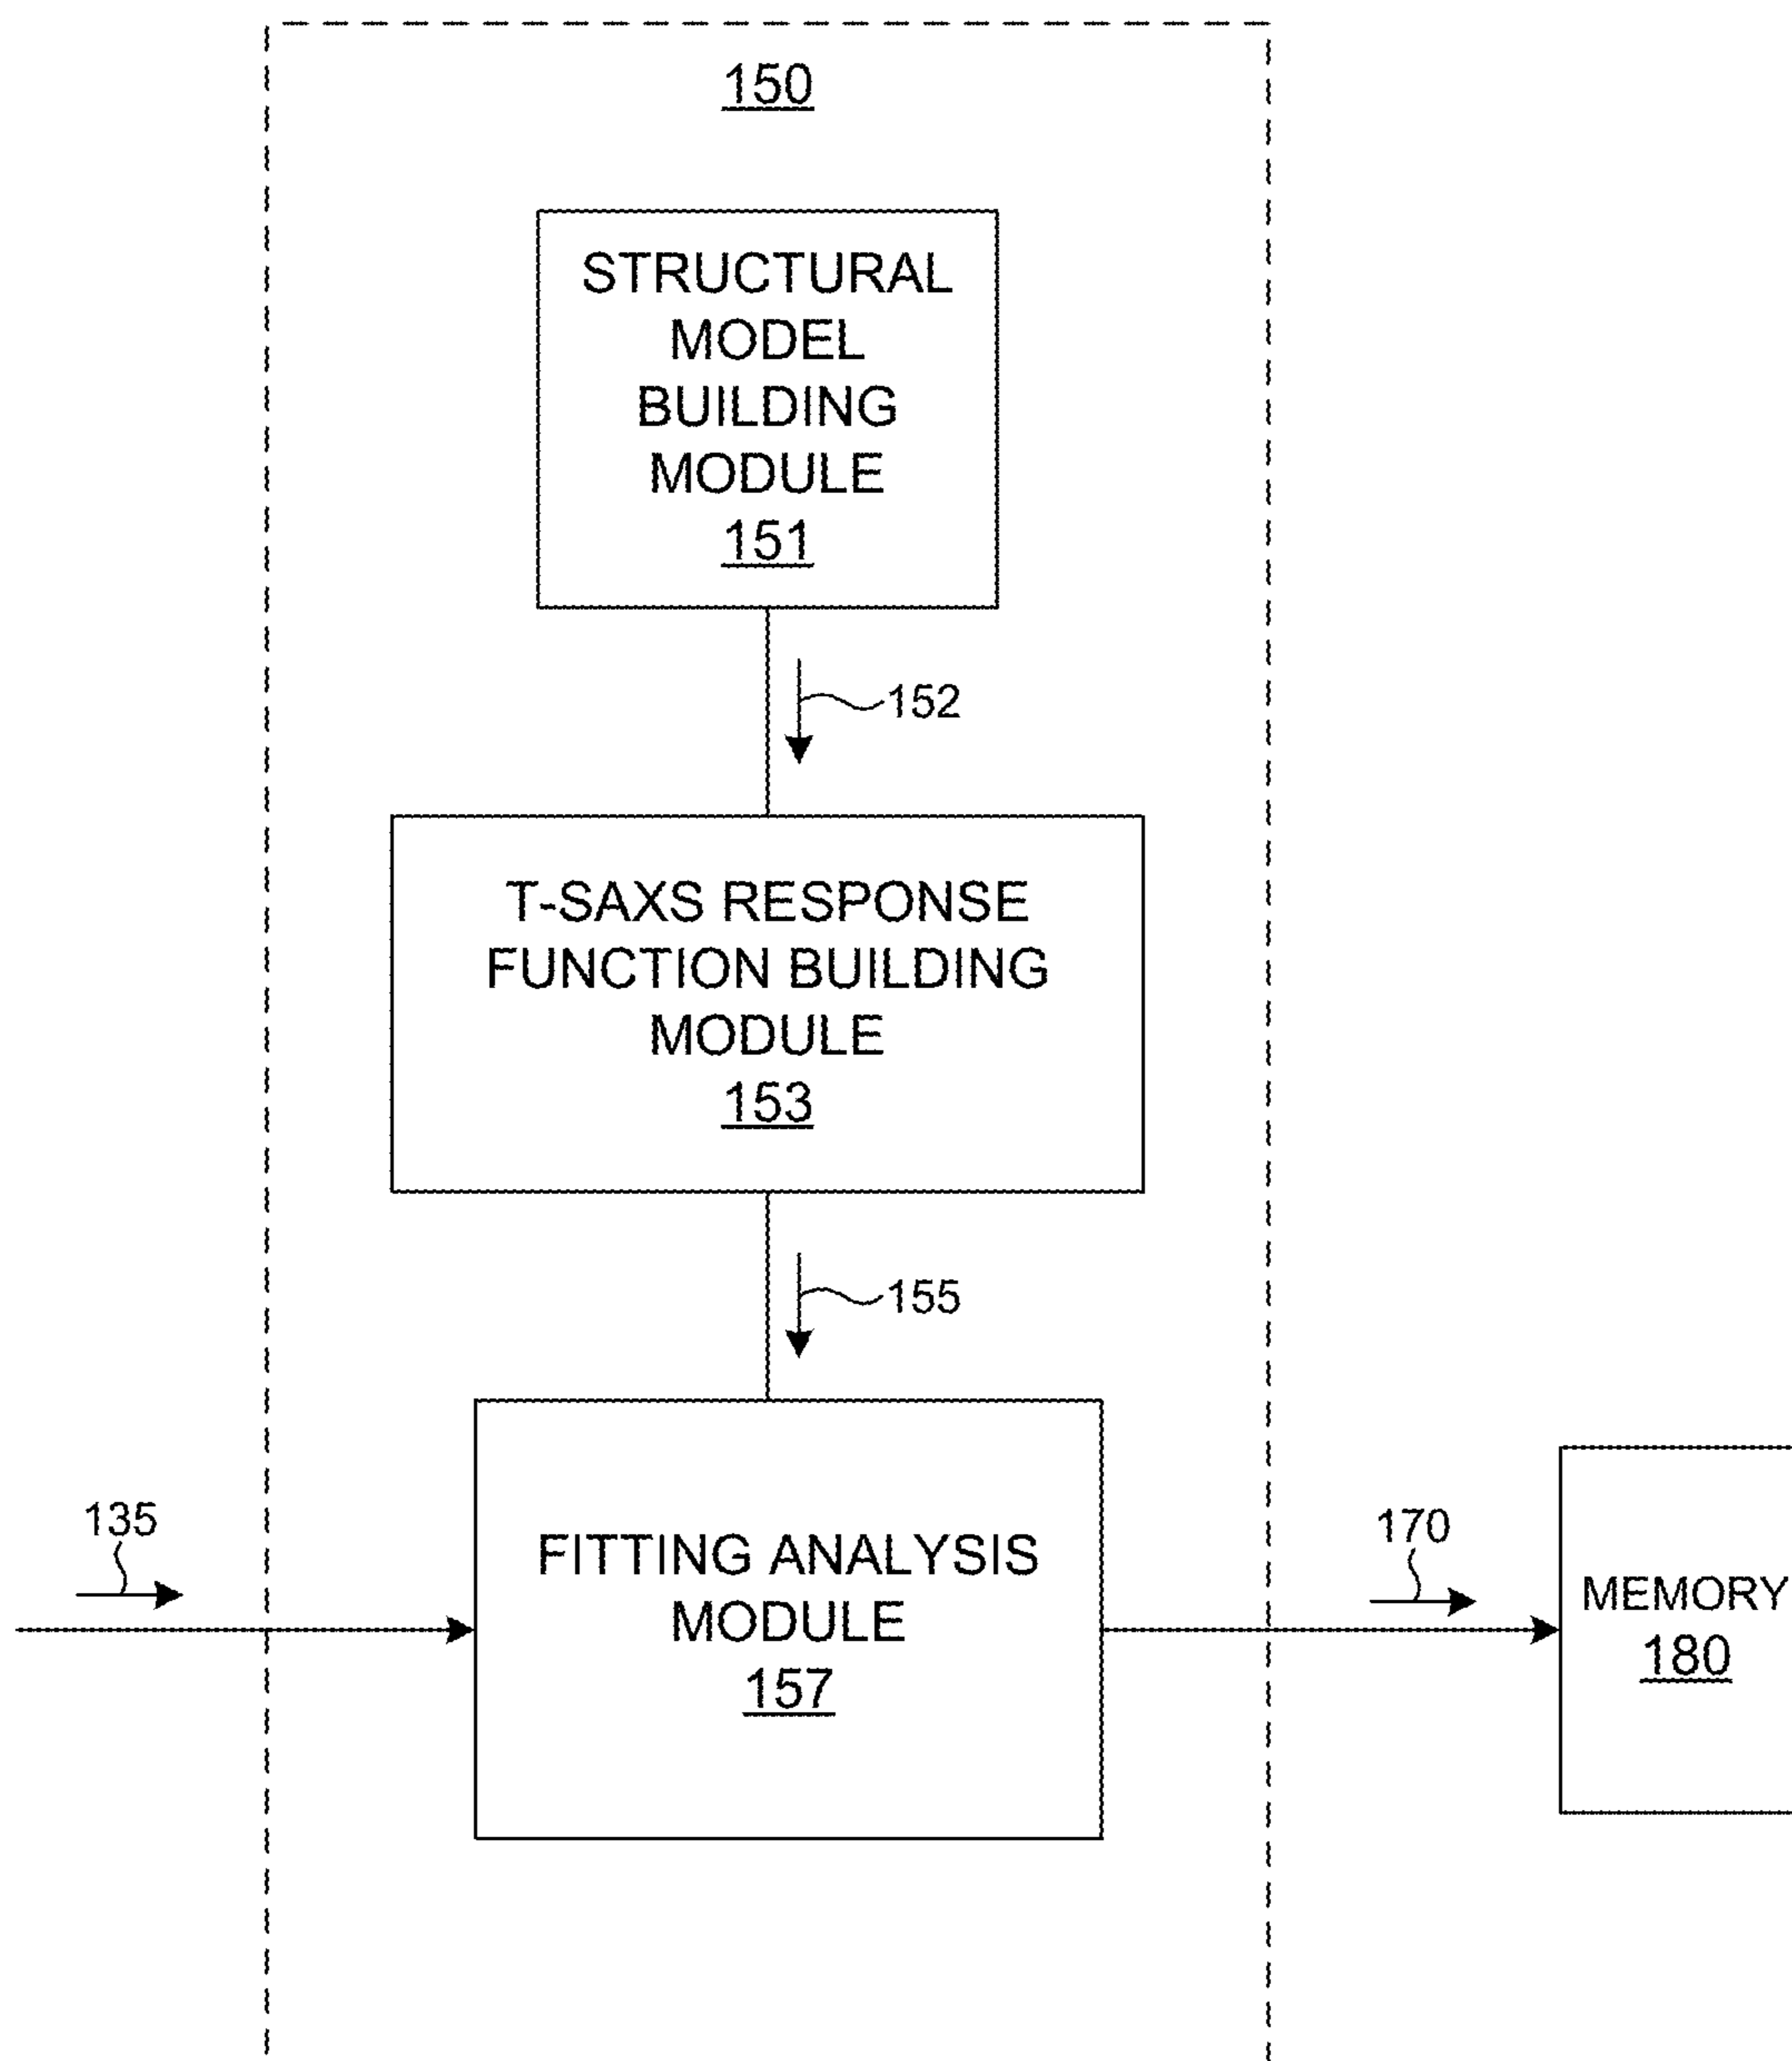 150
STRUCTURAL
MODEL
BUILDING
MODULE
151
152
T-SAXS RESPONSE
FUNCTION BUILDING
MODULE
153
155
135
FITTING ANALYSIS
MODULE
157
170
MEMORY
180